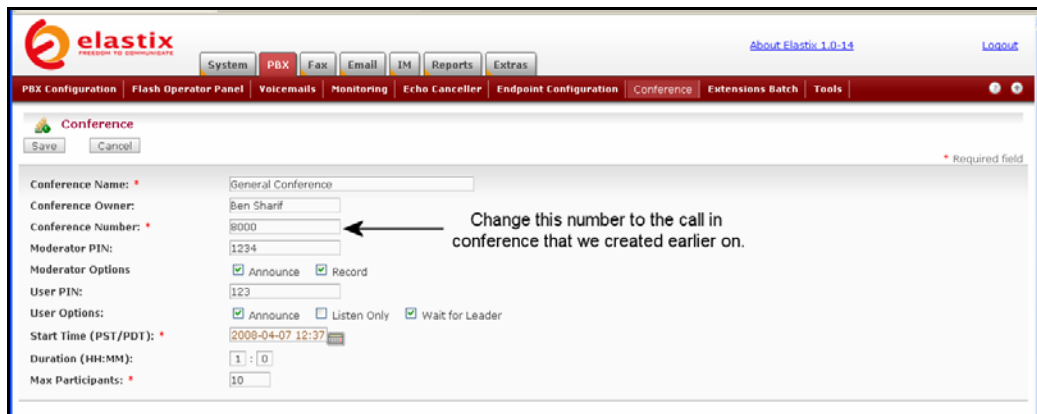 elastix
FREEDOM TO COMMUNICATE
About Elastix 1.0-14 Logout
System PBX Fax Email IM Reports Extras
PBX Configuration Flash Operator Panel Voicemails Monitoring Echo Canceller Endpoint Configuration Conference Extensions Batch Tools
Conference
Save Cancel
* Required field
Conference Name: * General Conference
Conference Owner: Ben Sharif
Conference Number: * 8000
Change this number to the call in
conference that we created earlier on.
Moderator PIN: 1234
Moderator Options Announce Record
User PIN: 123
User Options: Announce Listen Only Wait for Leader
Start Time (PST/PDT): * 2008-04-07 12:37
Duration (HH:MM): 1 : 0
Max Participants: * 10